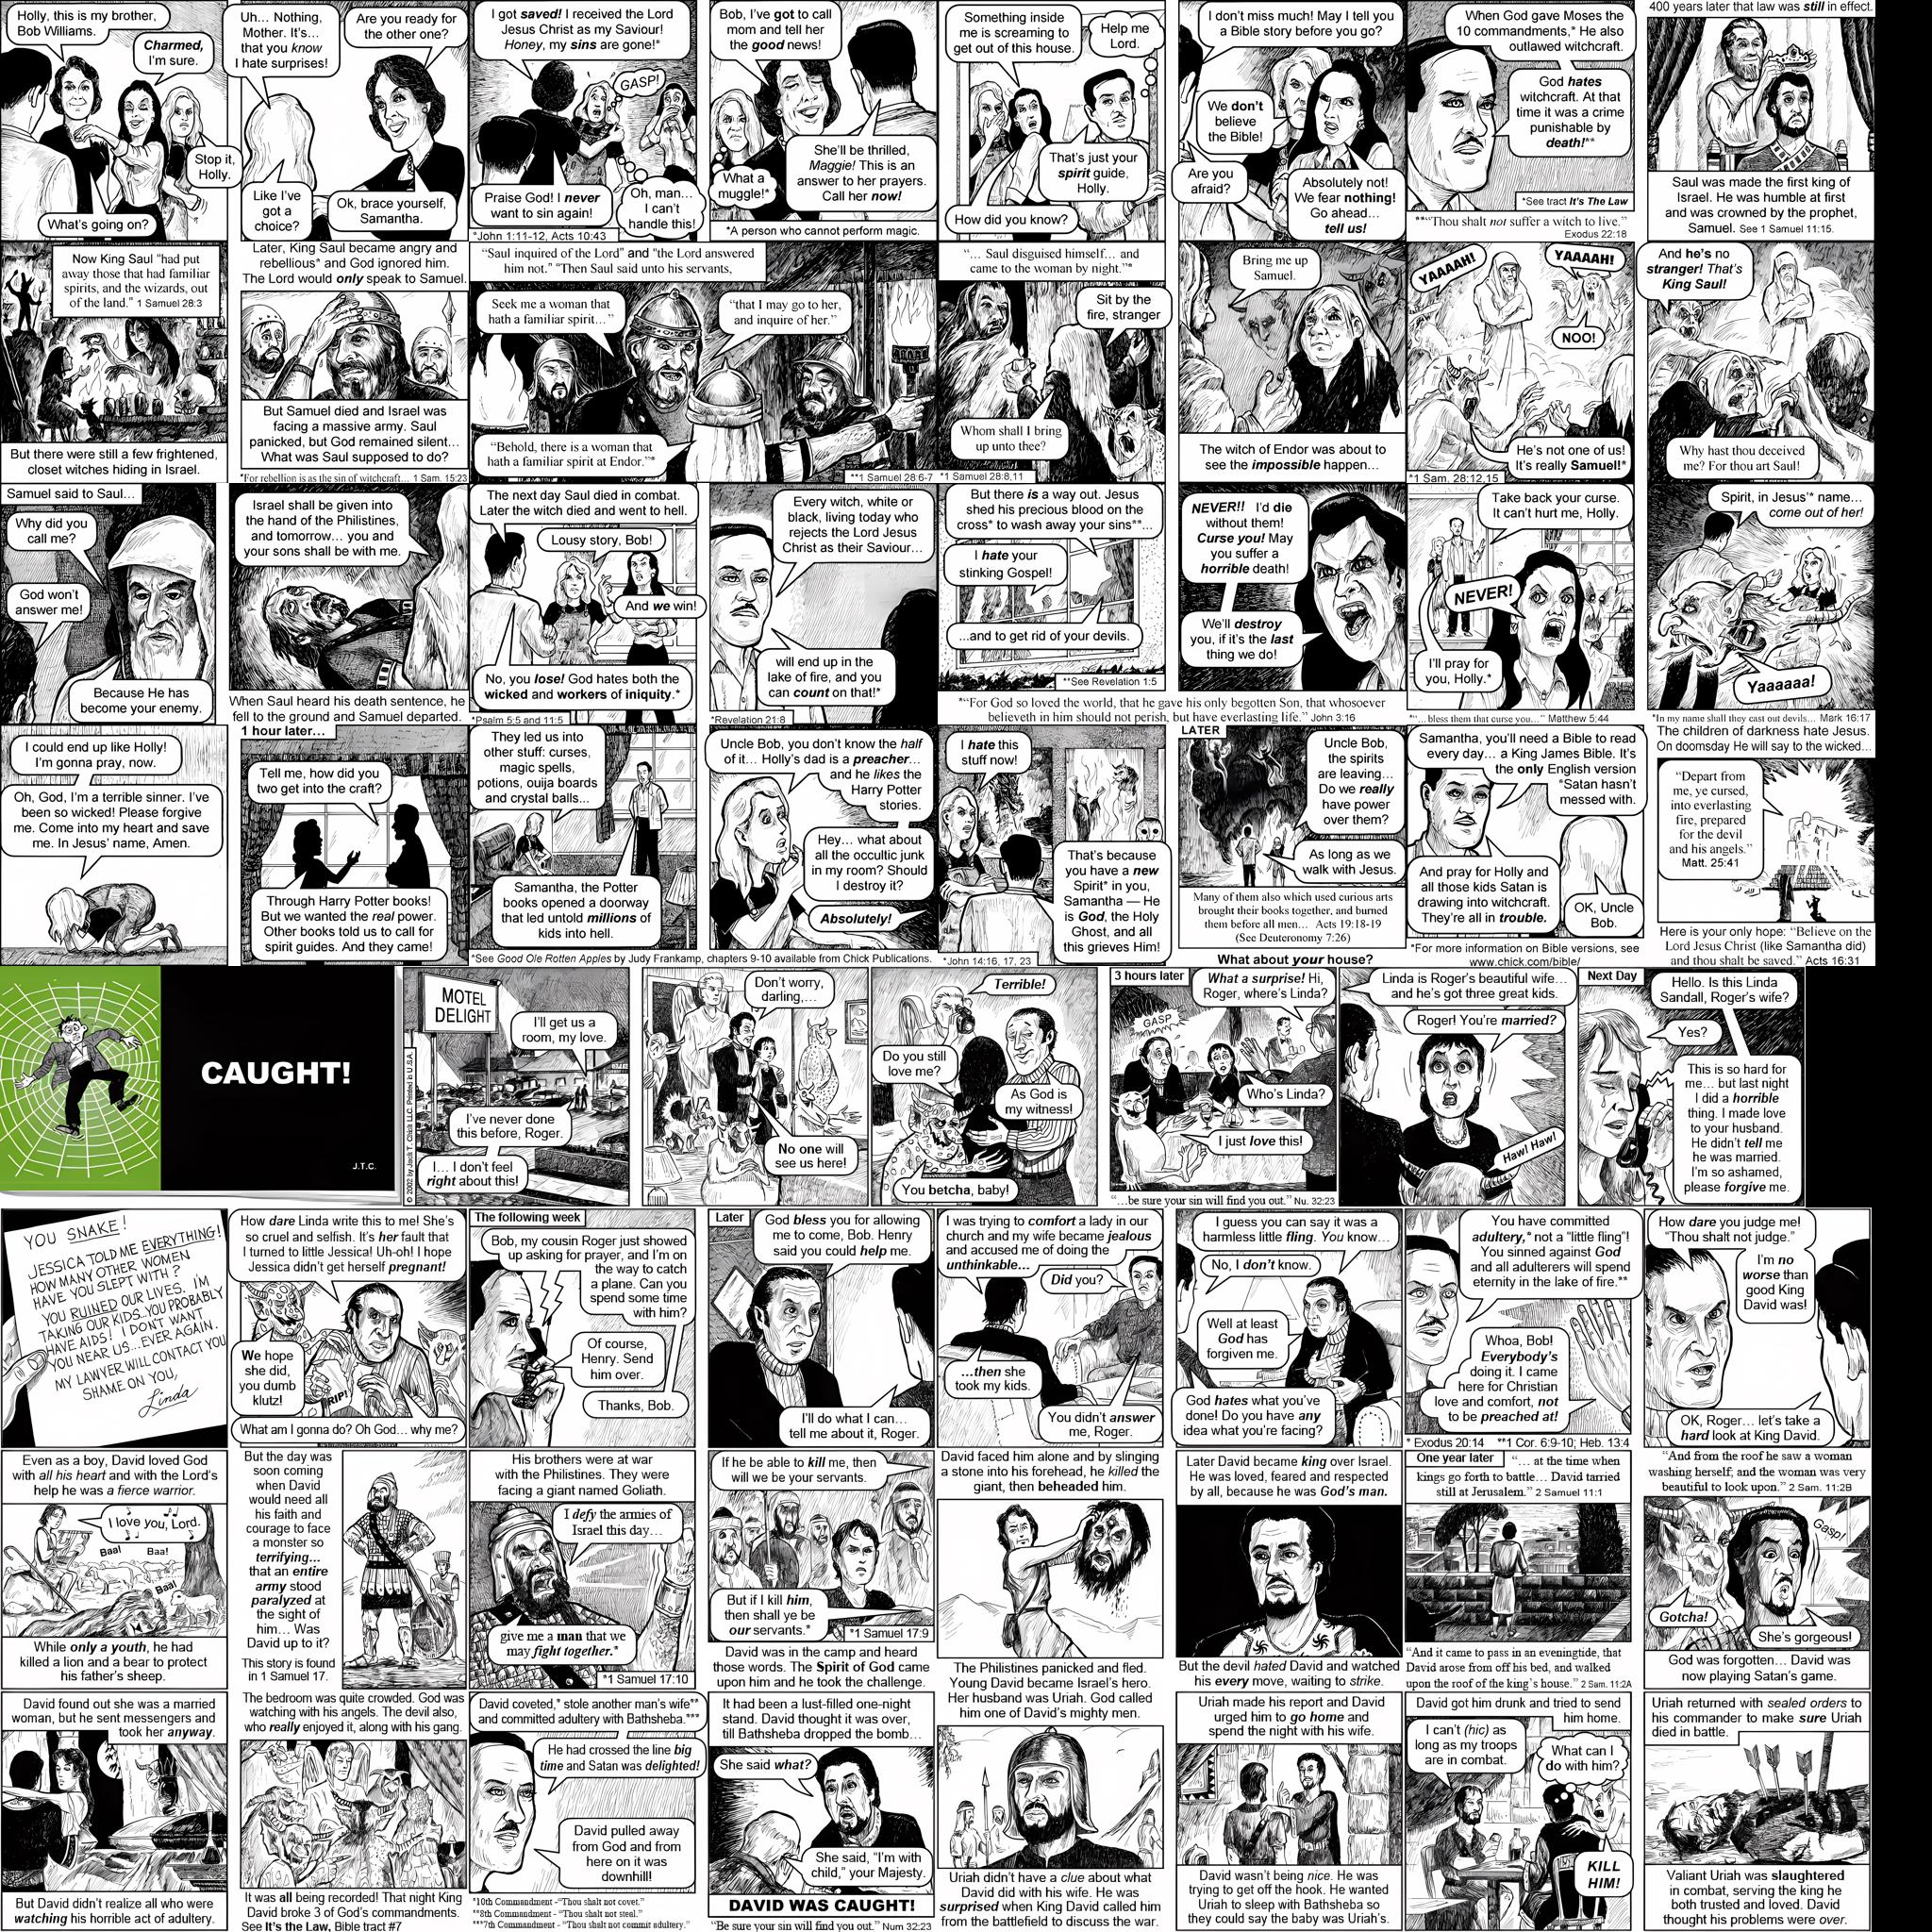 Holly, this is my brother,
Bob Williams.
Charmed,
I'm sure.
Stop it,
Holly.
What's going on?
Uh... Nothing,
Mother. It's...
that you know
I hate surprises!
Are you ready for
the other one?
Like I've
got a
choice?
Ok, brace yourself,
Samantha.
I got saved! I received the Lord
Jesus Christ as my Saviour!
Honey, my sins are gone!*
GASP!
Praise God! I never
want to sin again!
Oh, man...
I can't
handle this!
*John 1:11-12, Acts 10:43
Bob, I've got to call
mom and tell her
the good news!
What a
muggle!*
She'll be thrilled,
Maggie! This is an
answer to her prayers.
Call her now!
*A person who cannot perform magic.
Something inside
me is screaming to
get out of this house.
Help me
Lord.
That's just your
spirit guide,
Holly.
How did you know?
I don't miss much! May I tell you
a Bible story before you go?
We don't
believe
the Bible!
Are you
afraid?
Absolutely not!
We fear nothing!
Go ahead...
tell us!
When God gave Moses the
10 commandments,* He also
outlawed witchcraft.
God hates
witchcraft. At that
time it was a crime
punishable by
death!**
*See tract It's The Law
**"Thou shalt not suffer a witch to live."
Exodus 22:18
400 years later that law was still in effect.
Saul was made the first king of
Israel. He was humble at first
and was crowned by the prophet,
Samuel. See 1 Samuel 11:15.
Now King Saul "had put
away those that had familiar
spirits, and the wizards, out
of the land." 1 Samuel 28:3
But there were still a few frightened,
closet witches hiding in Israel.
Later, King Saul became angry and
rebellious* and God ignored him.
The Lord would only speak to Samuel.
But Samuel died and Israel was
facing a massive army. Saul
panicked, but God remained silent...
What was Saul supposed to do?
*For rebellion is as the sin of witchcraft... 1 Sam. 15:23
"Saul inquired of the Lord" and "the Lord answered
him not." "Then Saul said unto his servants,
Seek me a woman that
hath a familiar spirit..."
"that I may go to her,
and inquire of her."
"Behold, there is a woman that
hath a familiar spirit at Endor."*
**1 Samuel 28:6-7
"... Saul disguised himself... and
came to the woman by night."*
Sit by the
fire, stranger
Whom shall I bring
up unto thee?
*1 Samuel 28:8,11
Bring me up
Samuel.
The witch of Endor was about to
see the impossible happen...
YAAAAH!
YAAAAH!
NOO!
He's not one of us!
It's really Samuel!*
*1 Sam. 28:12,15
And he's no
stranger! That's
King Saul!
Why hast thou deceived
me? For thou art Saul!
Samuel said to Saul...
Why did you
call me?
God won't
answer me!
Because He has
become your enemy.
Israel shall be given into
the hand of the Philistines,
and tomorrow... you and
your sons shall be with me.
When Saul heard his death sentence, he
fell to the ground and Samuel departed.
The next day Saul died in combat.
Later the witch died and went to hell.
Lousy story, Bob!
And we win!
No, you lose! God hates both the
wicked and workers of iniquity.*
*Psalm 5:5 and 11:5
Every witch, white or
black, living today who
rejects the Lord Jesus
Christ as their Saviour...
will end up in the
lake of fire, and you
can count on that!*
*Revelation 21:8
But there is a way out. Jesus
shed his precious blood on the
cross* to wash away your sins**...
I hate your
stinking Gospel!
...and to get rid of your devils.
**See Revelation 1:5
*"For God so loved the world, that he gave his only begotten Son, that whosoever
believeth in him should not perish, but have everlasting life." John 3:16
NEVER!! I'd die
without them!
Curse you! May
you suffer a
horrible death!
We'll destroy
you, if it's the last
thing we do!
Take back your curse.
It can't hurt me, Holly.
NEVER!
I'll pray for
you, Holly.*
*"... bless them that curse you..." Matthew 5:44
Spirit, in Jesus'* name...
come out of her!
Yaaaaaa!
*In my name shall they cast out devils... Mark 16:17
I could end up like Holly!
I'm gonna pray, now.
Oh, God, I'm a terrible sinner. I've
been so wicked! Please forgive
me. Come into my heart and save
me. In Jesus' name, Amen.
1 hour later...
Tell me, how did you
two get into the craft?
Through Harry Potter books!
But we wanted the real power.
Other books told us to call for
spirit guides. And they came!
They led us into
other stuff: curses,
magic spells,
potions, ouija boards
and crystal balls...
Samantha, the Potter
books opened a doorway
that led untold millions of
kids into hell.
*See Good Ole Rotten Apples by Judy Frankamp, chapters 9-10 available from Chick Publications.
Uncle Bob, you don't know the half
of it... Holly's dad is a preacher...
and he likes the
Harry Potter
stories.
Hey... what about
all the occultic junk
in my room? Should
I destroy it?
Absolutely!
I hate this
stuff now!
That's because
you have a new
Spirit* in you,
Samantha — He
is God, the Holy
Ghost, and all
this grieves Him!
*John 14:16, 17, 23
LATER
Uncle Bob,
the spirits
are leaving...
Do we really
have power
over them?
As long as we
walk with Jesus.
Many of them also which used curious arts
brought their books together, and burned
them before all men... Acts 19:18-19
(See Deuteronomy 7:26)
What about your house?
Samantha, you'll need a Bible to read
every day... a King James Bible. It's
the only English version
*Satan hasn't
messed with.
And pray for Holly and
all those kids Satan is
drawing into witchcraft.
They're all in trouble.
OK, Uncle
Bob.
*For more information on Bible versions, see
www.chick.com/bible/
The children of darkness hate Jesus.
On doomsday He will say to the wicked...
"Depart from
me, ye cursed,
into everlasting
fire, prepared
for the devil
and his angels."
Matt. 25:41
Here is your only hope: "Believe on the
Lord Jesus Christ (like Samantha did)
and thou shalt be saved." Acts 16:31
CAUGHT!
J.T.C.
© 2002 by Jack T. Chick LLC. Printed in U.S.A.
MOTEL
DELIGHT
I'll get us a
room, my love.
I've never done
this before, Roger.
I... I don't feel
right about this!
Don't worry,
darling,...
No one will
see us here!
Terrible!
Do you still
love me?
As God is
my witness!
You betcha, baby!
3 hours later
What a surprise! Hi,
Roger, where's Linda?
GASP
Who's Linda?
I just love this!
"...be sure your sin will find you out." Nu. 32:23
Linda is Roger's beautiful wife...
and he's got three great kids.
Roger! You're married?
Haw! Haw!
Next Day
Hello. Is this Linda
Sandall, Roger's wife?
Yes?
This is so hard for
me... but last night
I did a horrible
thing. I made love
to your husband.
He didn't tell me
he was married.
I'm so ashamed,
please forgive me.
YOU SNAKE!
JESSICA TOLD ME EVERYTHING!
HOW MANY OTHER WOMEN
HAVE YOU SLEPT WITH?
YOU RUINED OUR LIVES. I'M
TAKING OUR KIDS..YOU PROBABLY
HAVE AIDS! I DON'T WANT
YOU NEAR US...EVER AGAIN.
MY LAWYER WILL CONTACT YOU
SHAME ON YOU,
Linda
How dare Linda write this to me! She's
so cruel and selfish. It's her fault that
I turned to little Jessica! Uh-oh! I hope
Jessica didn't get herself pregnant!
We hope
she did,
you dumb
klutz!
RIP!
What am I gonna do? Oh God... why me?
The following week
Bob, my cousin Roger just showed
up asking for prayer, and I'm on
the way to catch
a plane. Can you
spend some time
with him?
Of course,
Henry. Send
him over.
Thanks, Bob.
Later
God bless you for allowing
me to come, Bob. Henry
said you could help me.
I'll do what I can...
tell me about it, Roger.
I was trying to comfort a lady in our
church and my wife became jealous
and accused me of doing the
unthinkable...
Did you?
...then she
took my kids.
You didn't answer
me, Roger.
I guess you can say it was a
harmless little fling. You know...
No, I don't know.
Well at least
God has
forgiven me.
God hates what you've
done! Do you have any
idea what you're facing?
You have committed
adultery,* not a "little fling"!
You sinned against God
and all adulterers will spend
eternity in the lake of fire.**
Whoa, Bob!
Everybody's
doing it. I came
here for Christian
love and comfort, not
to be preached at!
* Exodus 20:14 **1 Cor. 6:9-10; Heb. 13:4
How dare you judge me!
"Thou shalt not judge."
I'm no
worse than
good King
David was!
OK, Roger... let's take a
hard look at King David.
Even as a boy, David loved God
with all his heart and with the Lord's
help he was a fierce warrior.
I love you, Lord.
Baa!
Baa!
Baa!
While only a youth, he had
killed a lion and a bear to protect
his father's sheep.
But the day was
soon coming
when David
would need all
his faith and
courage to face
a monster so
terrifying...
that an entire
army stood
paralyzed at
the sight of
him... Was
David up to it?
This story is found
in 1 Samuel 17.
His brothers were at war
with the Philistines. They were
facing a giant named Goliath.
I defy the armies of
Israel this day...
give me a man that we
may fight together.*
*1 Samuel 17:10
If he be able to kill me, then
will we be your servants.
But if I kill him,
then shall ye be
our servants.*
*1 Samuel 17:9
David was in the camp and heard
those words. The Spirit of God came
upon him and he took the challenge.
David faced him alone and by slinging
a stone into his forehead, he killed the
giant, then beheaded him.
The Philistines panicked and fled.
Young David became Israel's hero.
Later David became king over Israel.
He was loved, feared and respected
by all, because he was God's man.
But the devil hated David and watched
his every move, waiting to strike.
One year later
"... at the time when
kings go forth to battle... David tarried
still at Jerusalem." 2 Samuel 11:1
"And it came to pass in an eveningtide, that
David arose from off his bed, and walked
upon the roof of the king's house." 2 Sam. 11:2A
"And from the roof he saw a woman
washing herself; and the woman was very
beautiful to look upon." 2 Sam. 11:2B
Gasp!
Gotcha!
She's gorgeous!
God was forgotten... David was
now playing Satan's game.
David found out she was a married
woman, but he sent messengers and
took her anyway.
But David didn't realize all who were
watching his horrible act of adultery.
The bedroom was quite crowded. God was
watching with his angels. The devil also,
who really enjoyed it, along with his gang.
It was all being recorded! That night King
David broke 3 of God's commandments.
See It's the Law, Bible tract #7
David coveted,* stole another man's wife**
and committed adultery with Bathsheba.***
He had crossed the line big
time and Satan was delighted!
David pulled away
from God and from
here on it was
downhill!
*10th Commandment -"Thou shalt not covet."
**8th Commandment - "Thou shalt not steal."
***7th Commandment - "Thou shalt not commit adultery."
It had been a lust-filled one-night
stand. David thought it was over,
till Bathsheba dropped the bomb...
She said what?
She said, "I'm with
child," your Majesty.
DAVID WAS CAUGHT!
"Be sure your sin will find you out." Num 32:23
Her husband was Uriah. God called
him one of David's mighty men.
Uriah didn't have a clue about what
David did with his wife. He was
surprised when King David called him
from the battlefield to discuss the war.
Uriah made his report and David
urged him to go home and
spend the night with his wife.
David wasn't being nice. He was
trying to get off the hook. He wanted
Uriah to sleep with Bathsheba so
they could say the baby was Uriah's.
David got him drunk and tried to send
him home.
I can't (hic) as
long as my troops
are in combat.
What can I
do with him?
KILL
HIM!
Uriah returned with sealed orders to
his commander to make sure Uriah
died in battle.
Valiant Uriah was slaughtered
in combat, serving the king he
both trusted and loved. David
thought his problems were over.